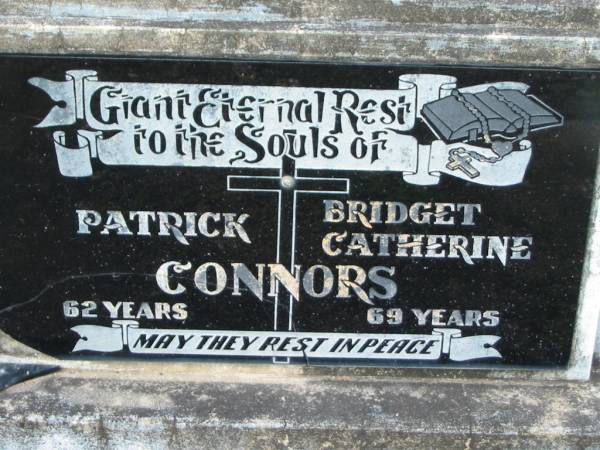 Grant Eternal Rest
to the Souls of
PATRICK
BRIDGET
CATHERINE
CONNORS
62 YEARS
69 YEARS
MAY THEY REST IN PEACE